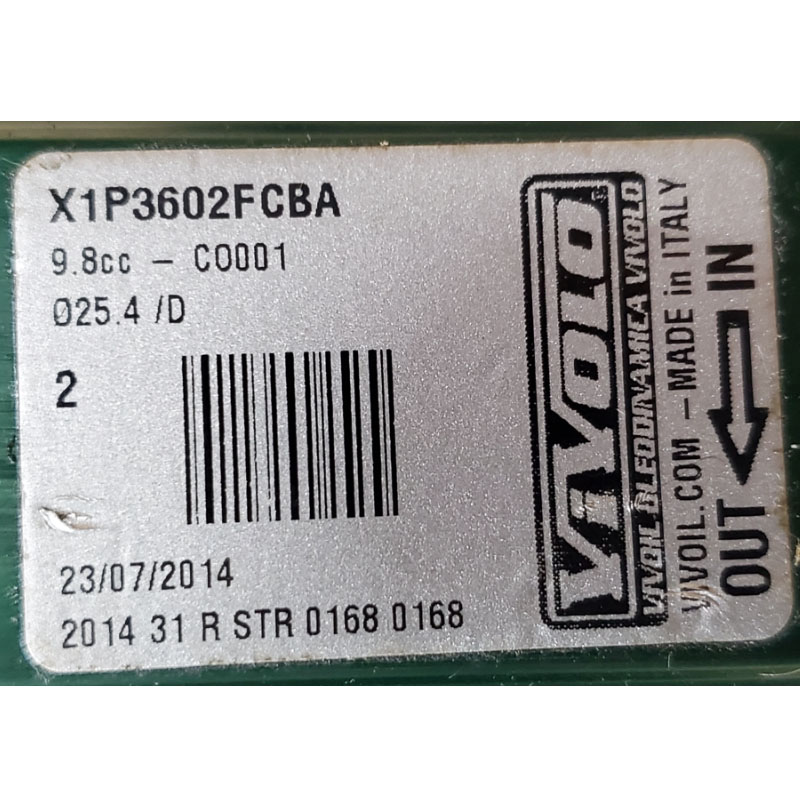 X1P3602FCBA
9.8cc - C0001
Ø25.4 /D
2
23/07/2014
2014 31 R STR 0168 0168
VIVOLO®
VIVOIL OLEODINAMICA VIVOLO
VIVOIL.COM - MADE in ITALY
IN
OUT